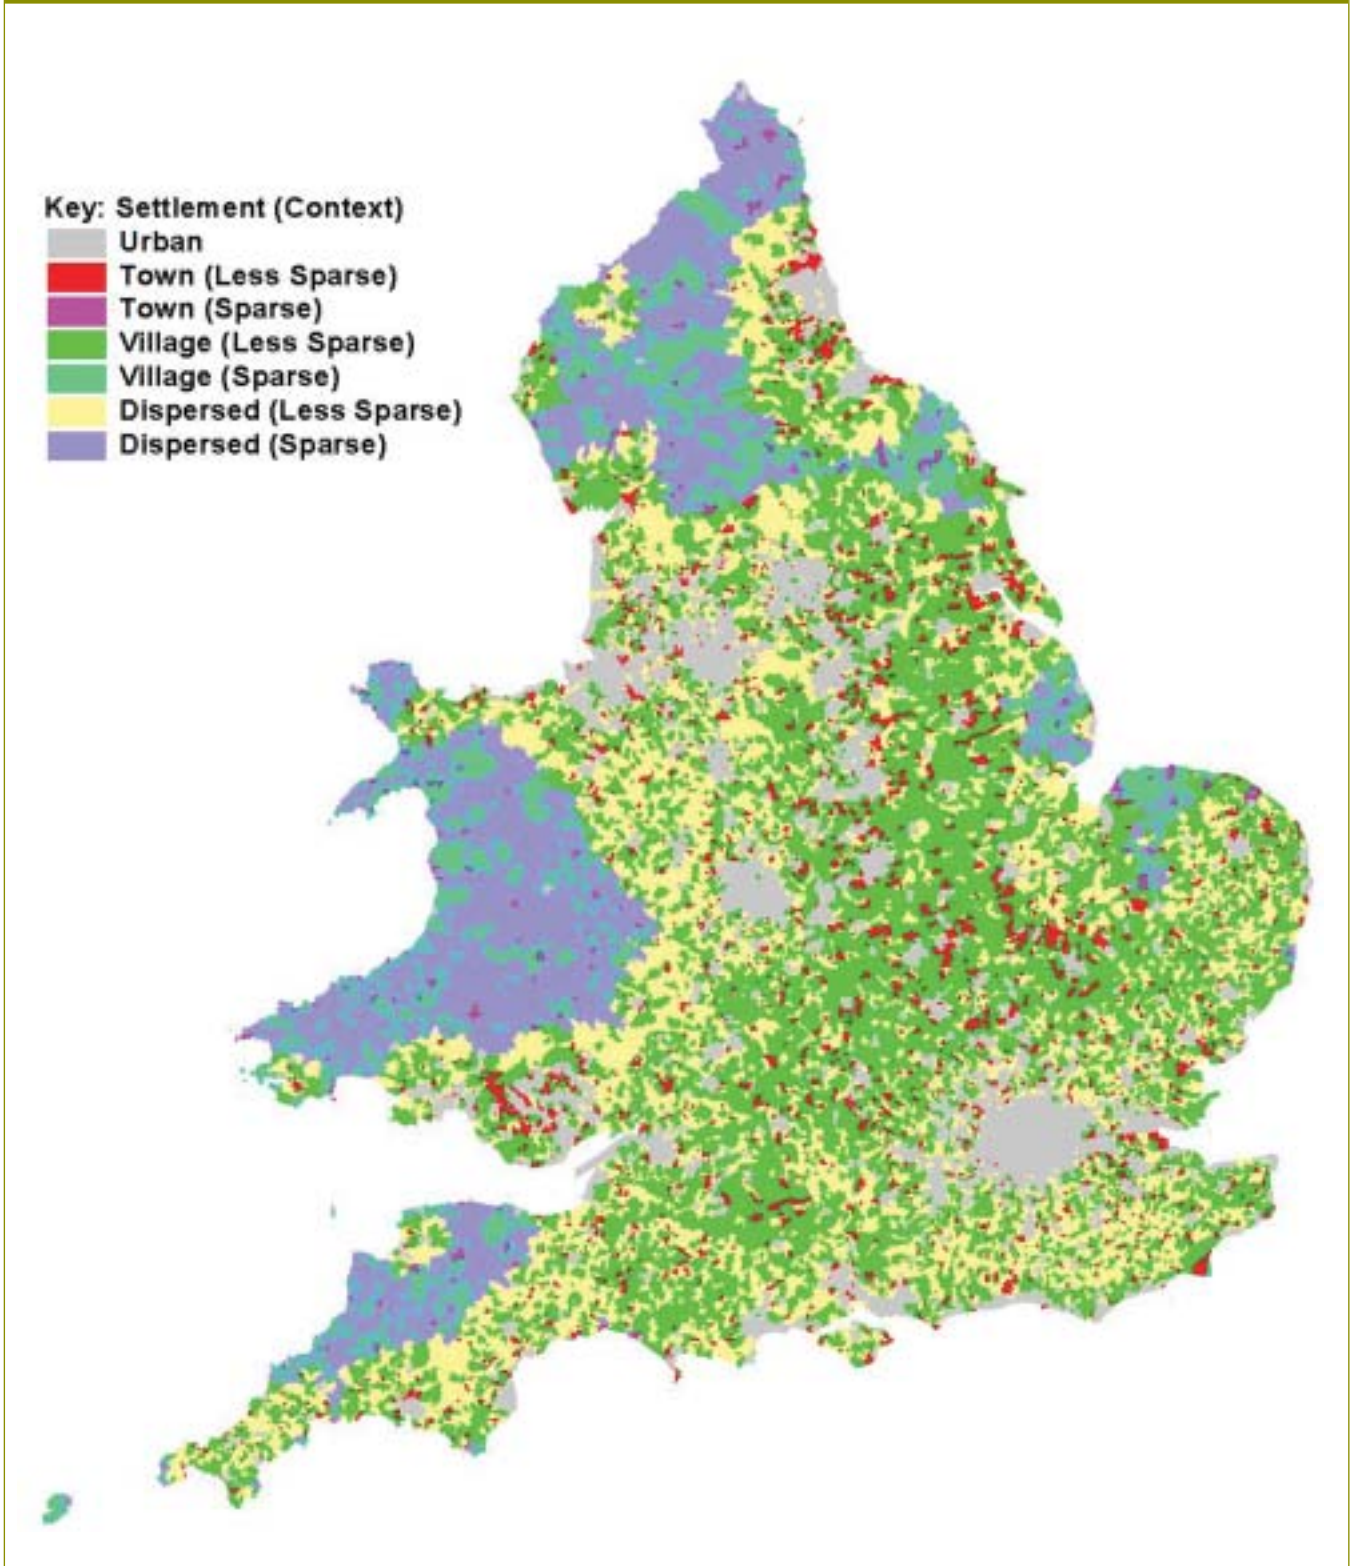 Key: Settlement (Context)
Urban
Town (Less Sparse)
Town (Sparse)
Village (Less Sparse)
Village (Sparse)
Dispersed (Less Sparse)
Dispersed (Sparse)